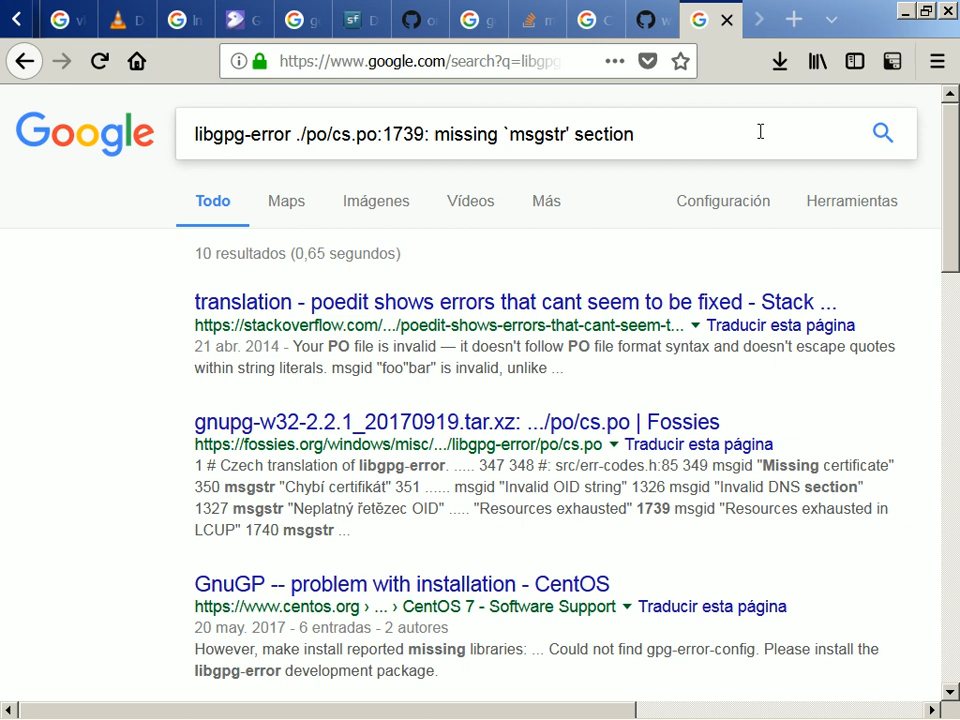 https://www.google.com/search?q=libgpg
Google
libgpg-error ./po/cs.po:1739: missing `msgstr' section
Todo Maps Imágenes Vídeos Más Configuración Herramientas
10 resultados (0,65 segundos)
translation - poedit shows errors that cant seem to be fixed - Stack ...
https://stackoverflow.com/.../poedit-shows-errors-that-cant-seem-t... Traducir esta página
21 abr. 2014 - Your PO file is invalid — it doesn't follow PO file format syntax and doesn't escape quotes
within string literals. msgid "foo"bar" is invalid, unlike ...
gnupg-w32-2.2.1_20170919.tar.xz: .../po/cs.po | Fossies
https://fossies.org/windows/misc/.../libgpg-error/po/cs.po Traducir esta página
1 # Czech translation of libgpg-error. ..... 347 348 #: src/err-codes.h:85 349 msgid "Missing certificate"
350 msgstr "Chybí certifikát" 351 ...... msgid "Invalid OID string" 1326 msgid "Invalid DNS section"
1327 msgstr "Neplatný řetězec OID" ..... "Resources exhausted" 1739 msgid "Resources exhausted in
LCUP" 1740 msgstr ...
GnuGP -- problem with installation - CentOS
https://www.centos.org › ... › CentOS 7 - Software Support Traducir esta página
20 may. 2017 - 6 entradas - 2 autores
However, make install reported missing libraries: ... Could not find gpg-error-config. Please install the
libgpg-error development package.